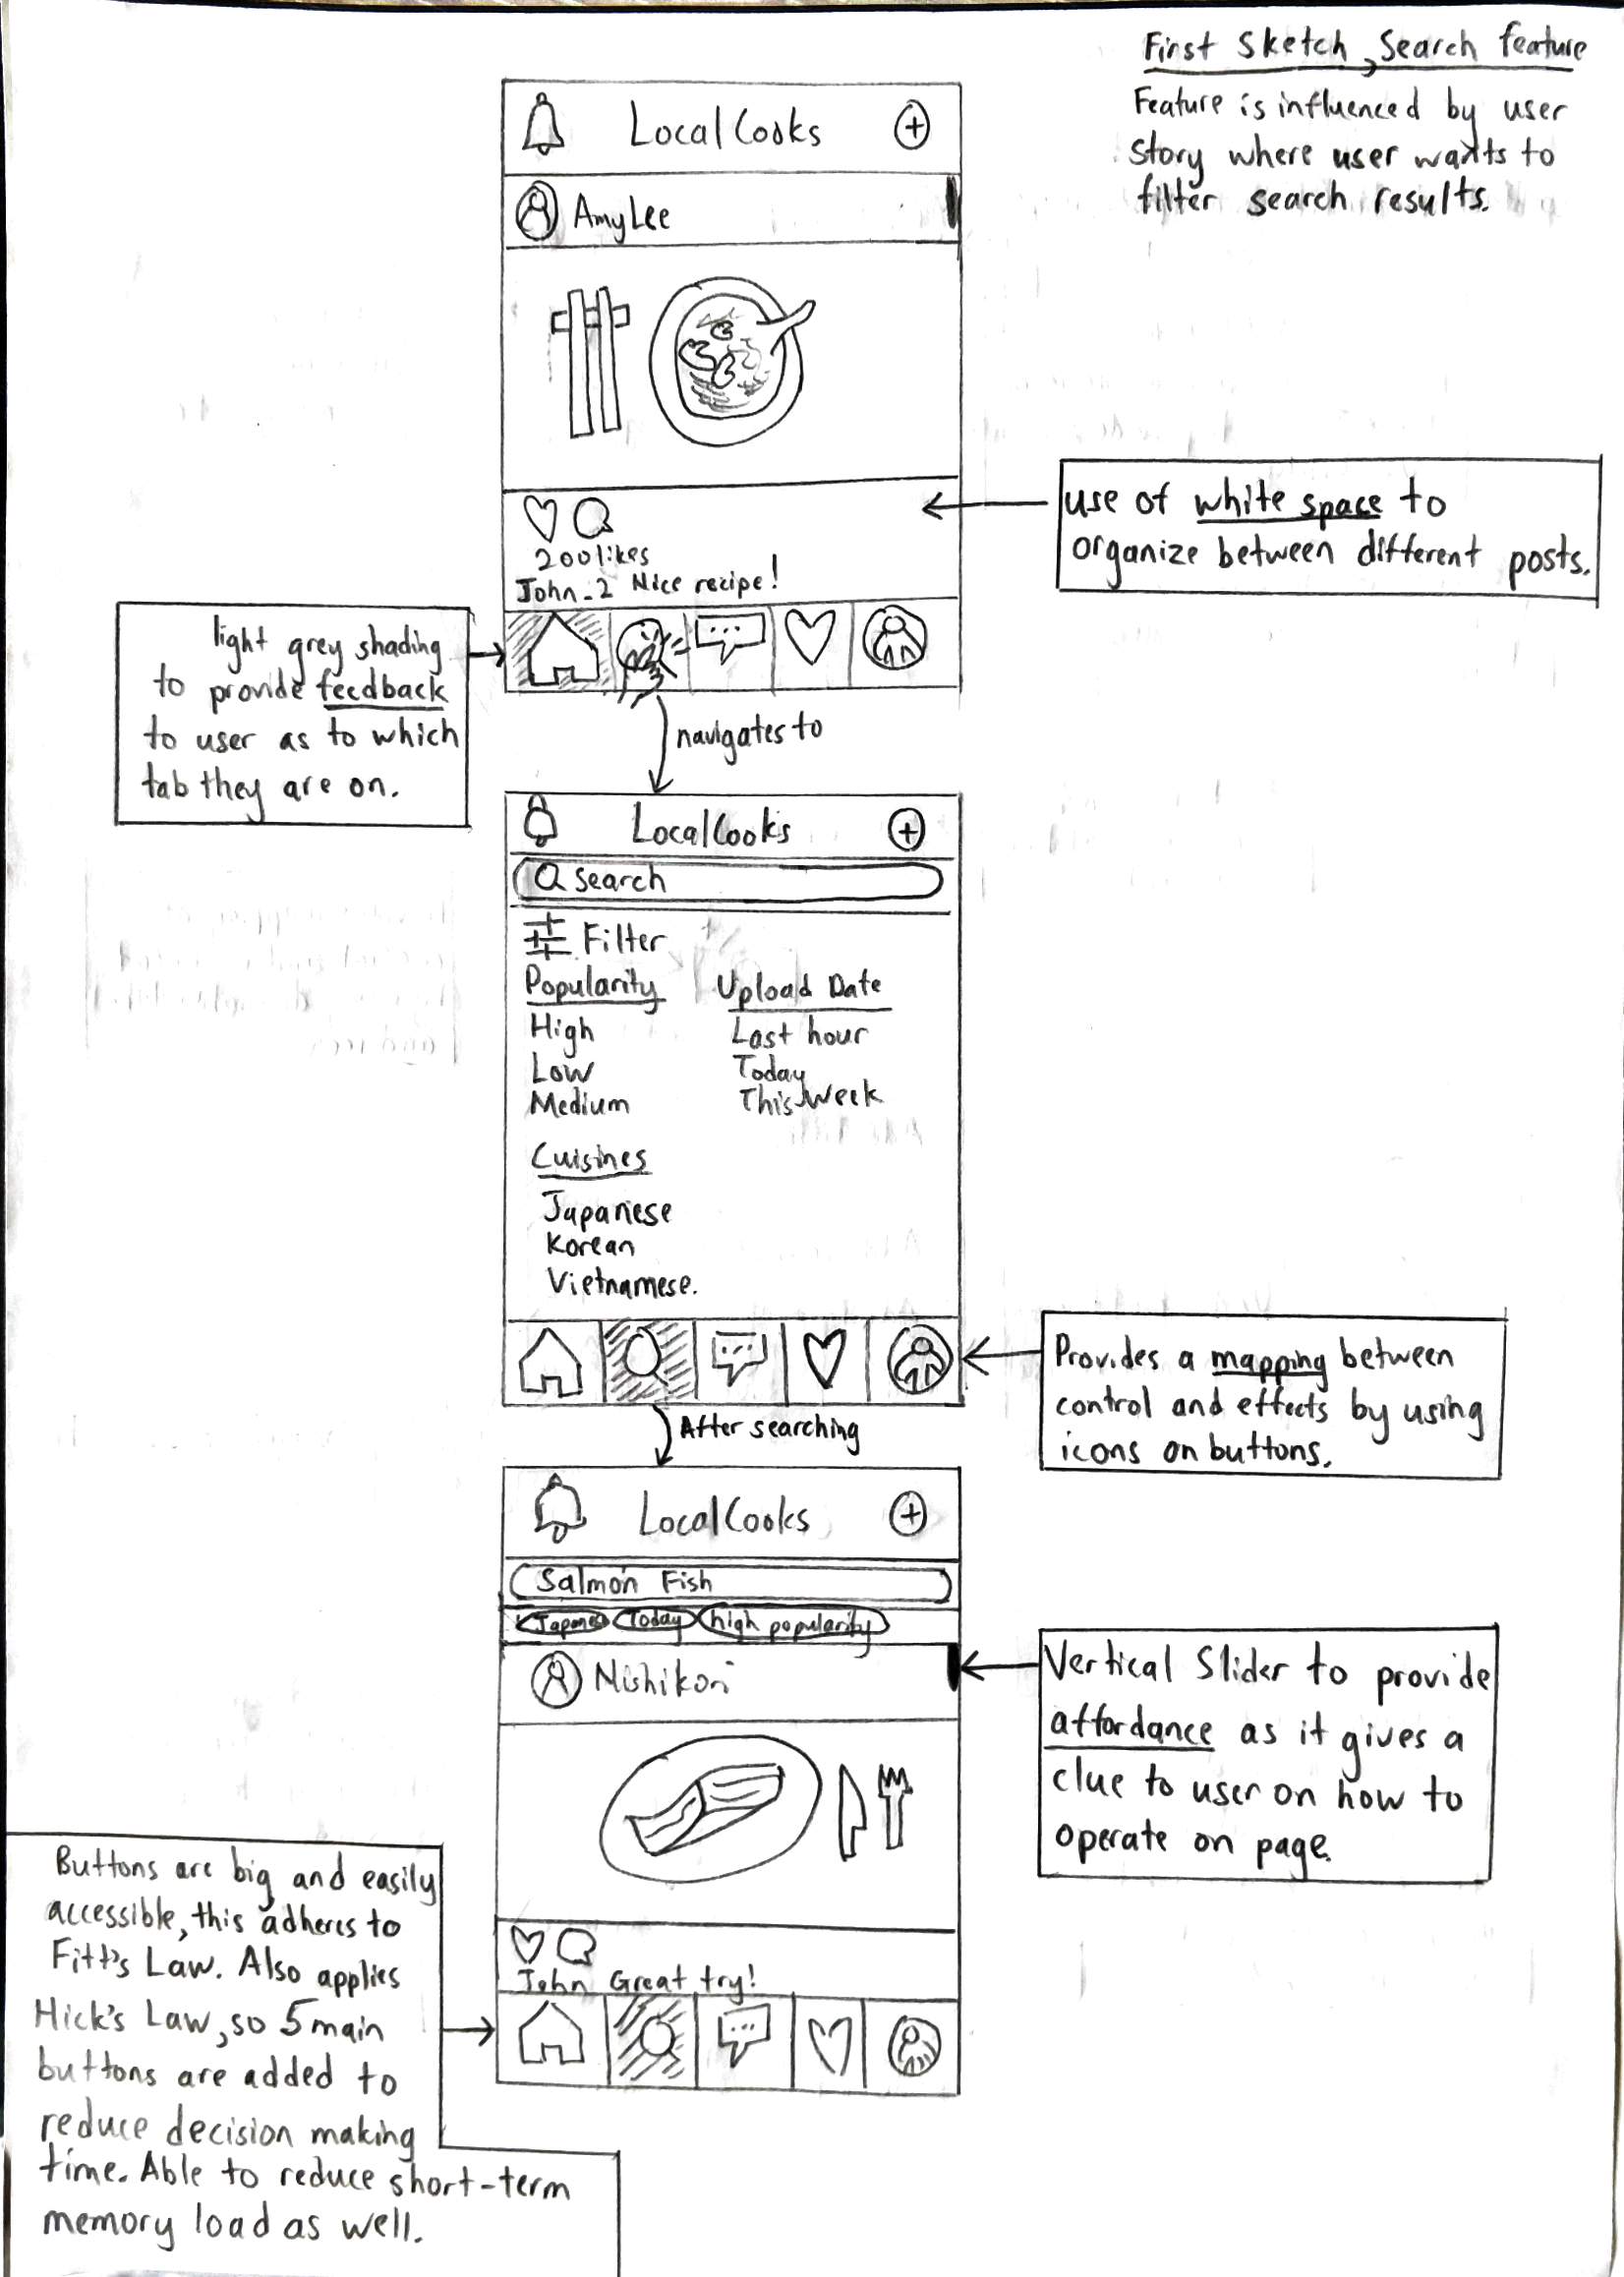 First Sketch, Search feature
Feature is influenced by user
story where user wants to
filter search results.
LocalCooks
Amy Lee
use of white space to
organize between different posts.
200 likes
John_2 Nice recipe!
light grey shading
to provide feedback
to user as to which
tab they are on.
navigates to
LocalCooks
Search
Filter
Popularity Upload Date
High Last hour
Low Today
Medium This Week
Cuisines
Japanese
Korean
Vietnamese.
Provides a mapping between
control and effects by using
icons on buttons.
After searching
LocalCooks
Salmon Fish
Today high popularity
Nishikori
Vertical Slider to provide
affordance as it gives a
clue to user on how to
operate on page.
Buttons are big and easily
accessible, this adheres to
Fitt's Law. Also applies
Hick's Law, so 5 main
buttons are added to
reduce decision making
time. Able to reduce short-term
memory load as well.
John Great try!